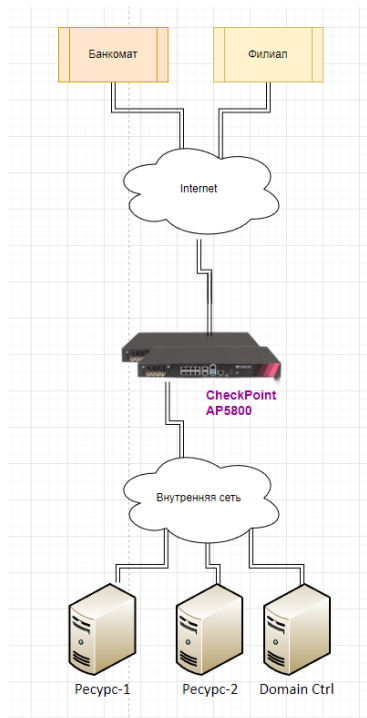 Банкомат
Филиал
Internet
CheckPoint
AP5800
Внутренняя сеть
Ресурс-1
Ресурс-2
Domain Ctrl